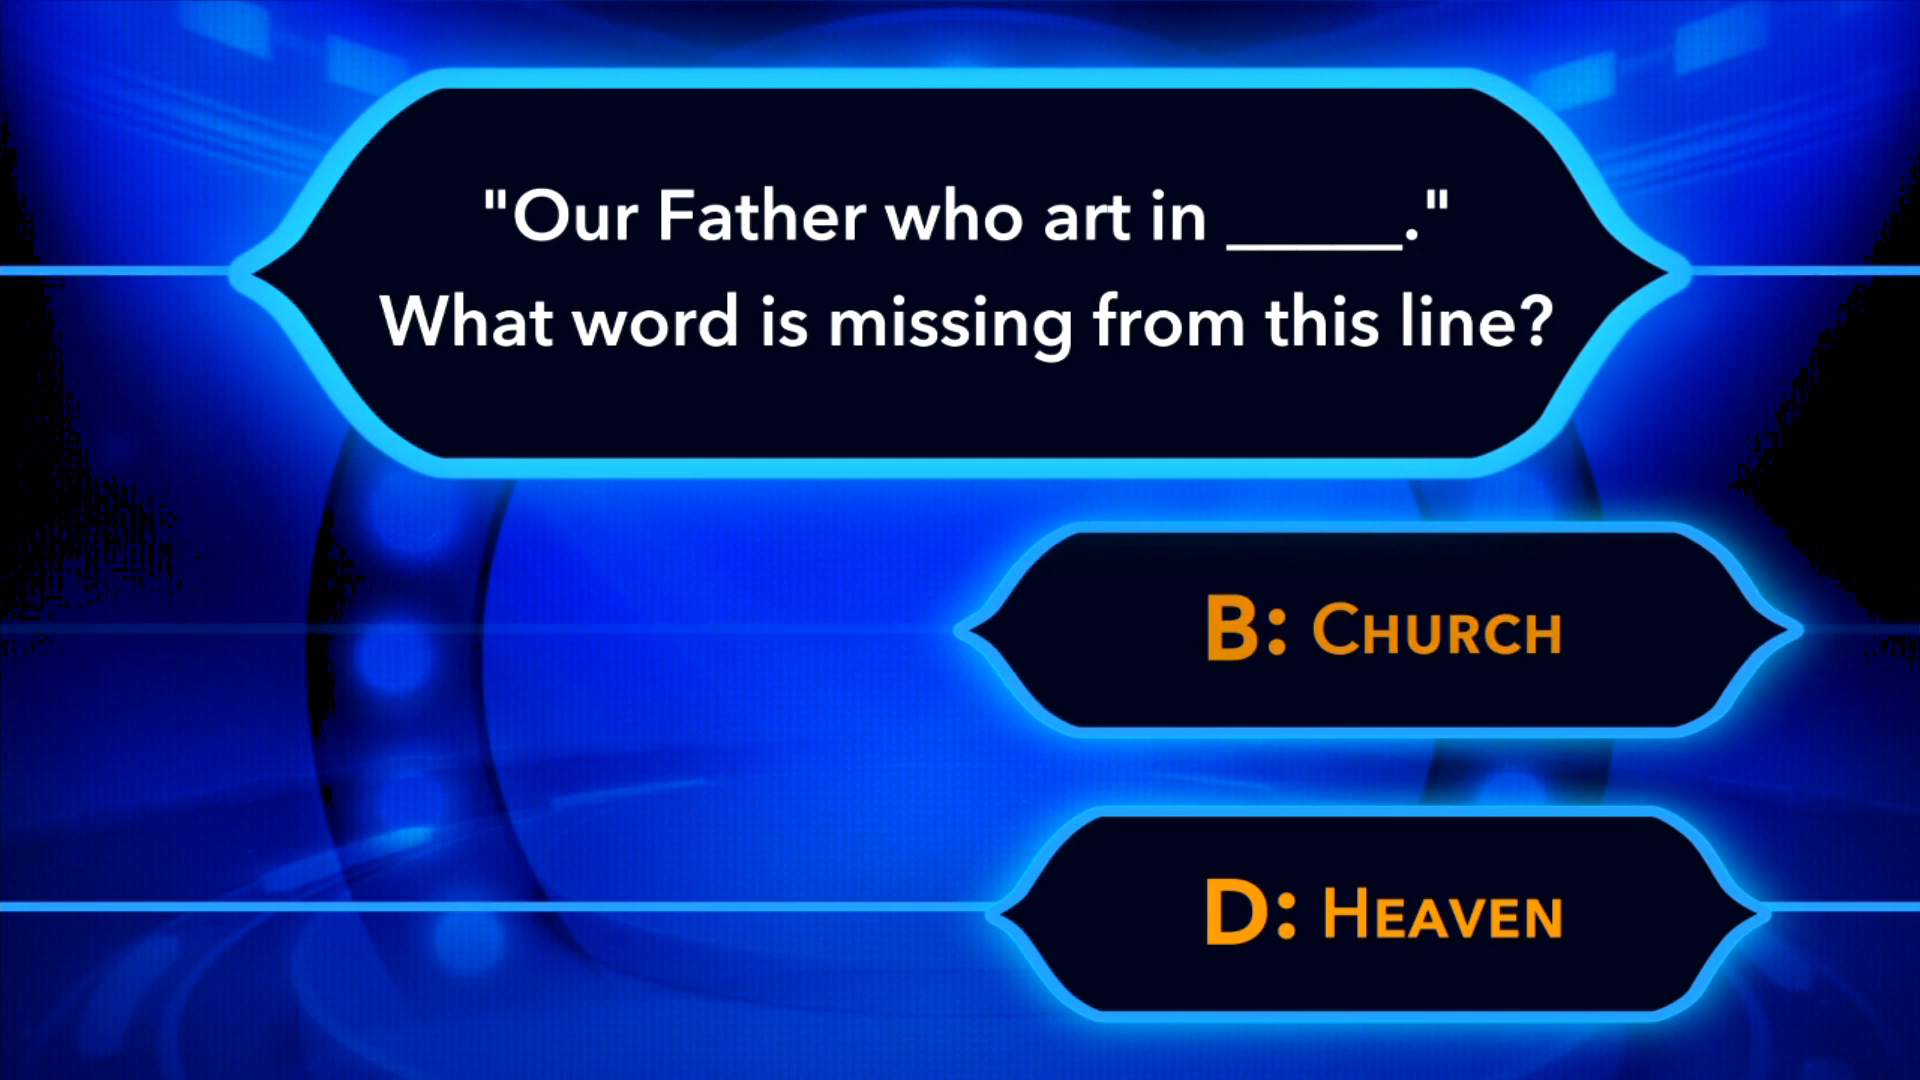 "Our Father who art in _____."
What word is missing from this line?
B: Church
D: Heaven